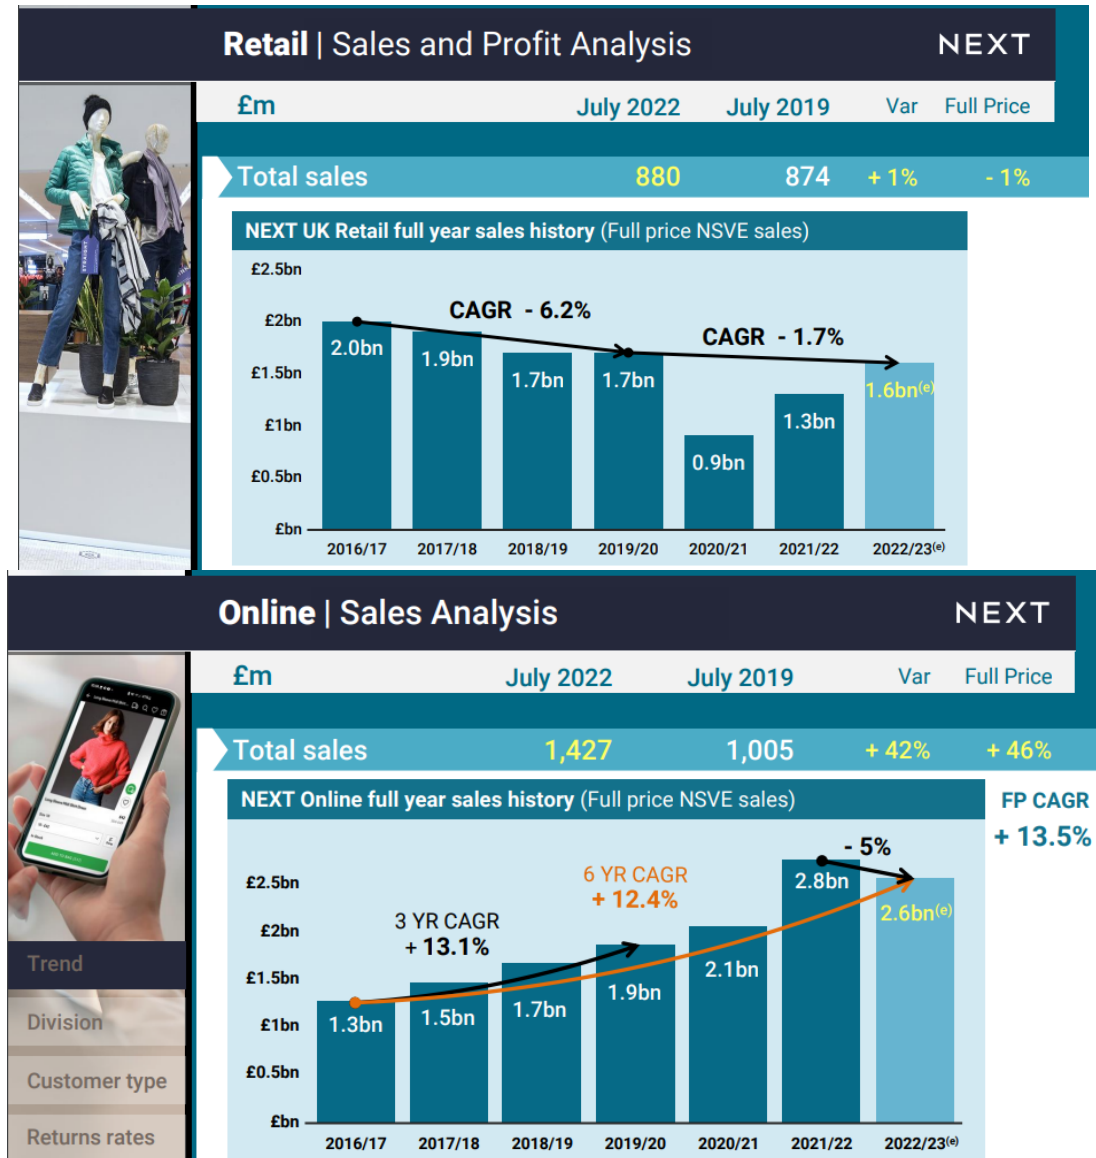 Retail | Sales and Profit Analysis NEXT
£m July 2022 July 2019 Var Full Price
Total sales 880 874 + 1% - 1%
NEXT UK Retail full year sales history (Full price NSVE sales)
£2.5bn
CAGR - 6.2%
£2bn
CAGR - 1.7%
2.0bn
1.9bn
£1.5bn
1.7bn
1.7bn
1.6bn(e)
£1bn
1.3bn
0.9bn
£0.5bn
£bn
2016/17 2017/18 2018/19 2019/20 2020/21 2021/22 2022/23(e)
Online | Sales Analysis NEXT
£m July 2022 July 2019 Var Full Price
Total sales 1,427 1,005 + 42% + 46%
NEXT Online full year sales history (Full price NSVE sales)
FP CAGR
+ 13.5%
- 5%
6 YR CAGR
+ 12.4%
£2.5bn
2.8bn
2.6bn(e)
3 YR CAGR
+ 13.1%
£2bn
2.1bn
£1.5bn
1.9bn
1.7bn
1.5bn
1.3bn
£1bn
£0.5bn
£bn
2016/17 2017/18 2018/19 2019/20 2020/21 2021/22 2022/23(e)
Trend
Division
Customer type
Returns rates